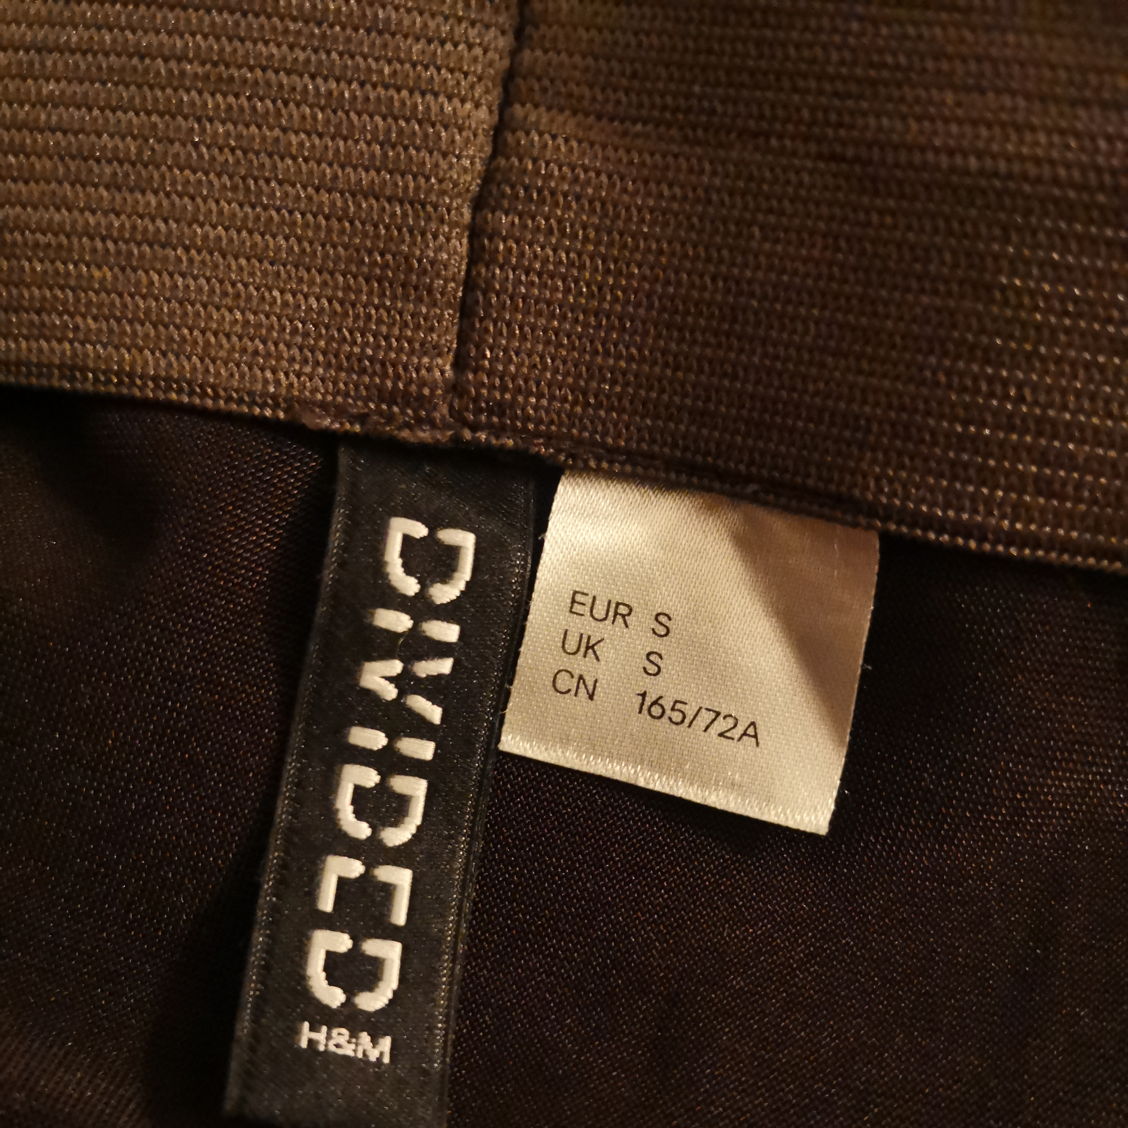 DIVIDED
H&M
EUR S
UK S
CN 165/72A